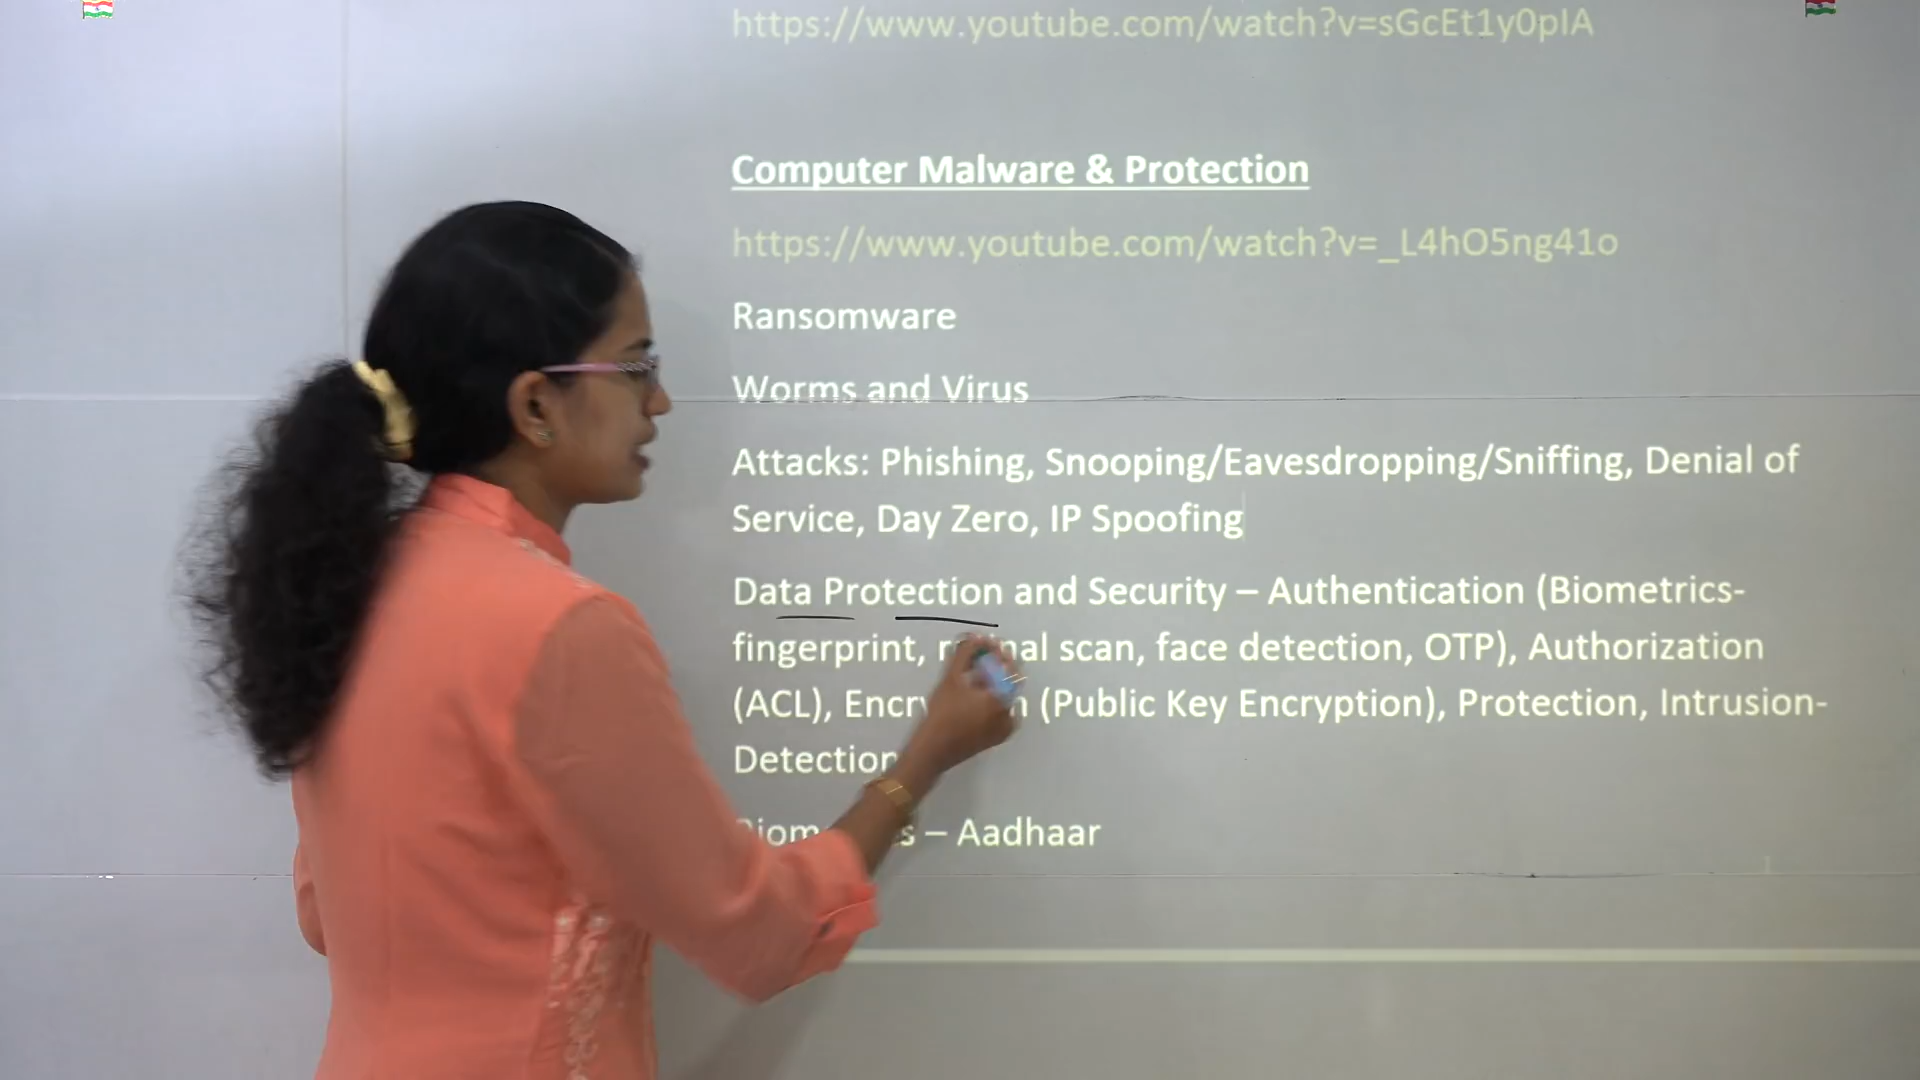 https://www.youtube.com/watch?v=sGcEt1y0pIA
Computer Malware & Protection
https://www.youtube.com/watch?v=_L4hO5ng41o
Ransomware
Worms and Virus
Attacks: Phishing, Snooping/Eavesdropping/Sniffing, Denial of
Service, Day Zero, IP Spoofing
Data Protection and Security – Authentication (Biometrics-
fingerprint, scan, face detection, OTP), Authorization
(ACL), (Public Key Encryption), Protection, Intrusion-
Detection
– Aadhaar